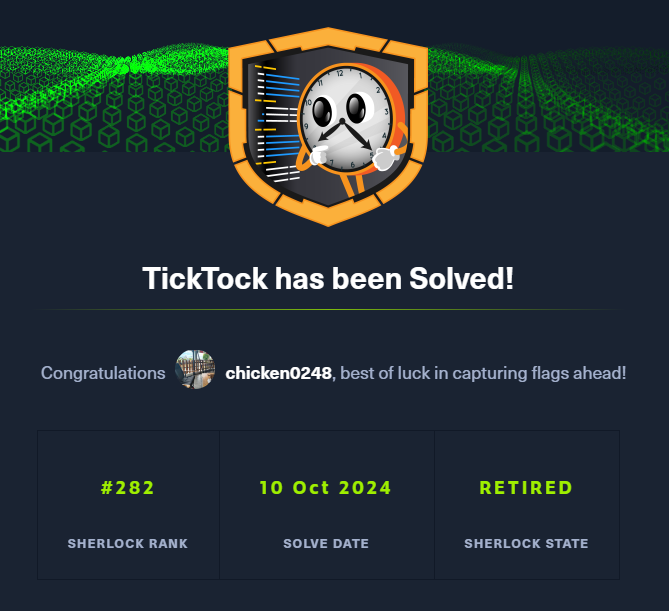 TickTock has been Solved!
Congratulations chicken0248, best of luck in capturing flags ahead!
#282 10 Oct 2024 RETIRED
SHERLOCK RANK SOLVE DATE SHERLOCK STATE